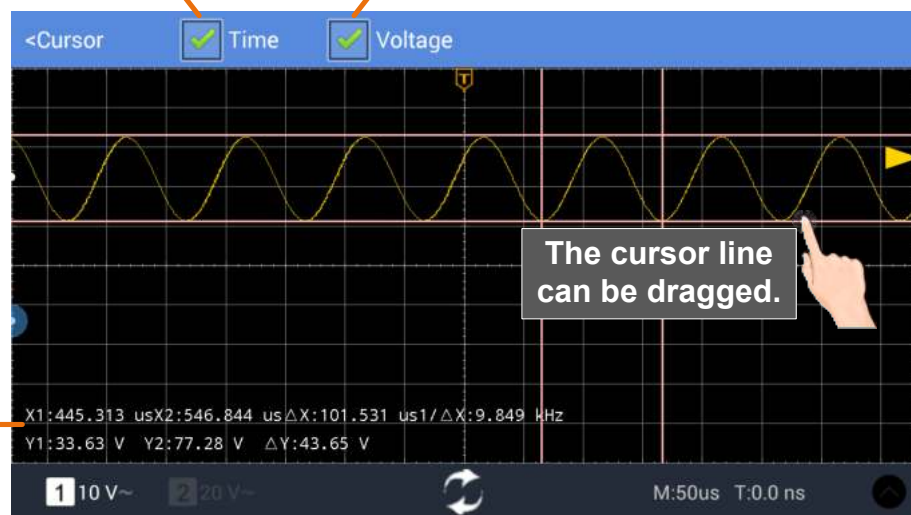 <Cursor Time Voltage
T
The cursor line
can be dragged.
X1:445.313 usX2:546.844 us△X:101.531 us1/△X:9.849 kHz
Y1:33.63 V Y2:77.28 V △Y:43.65 V
1 10 V~ 2 20 V~ M:50us T:0.0 ns